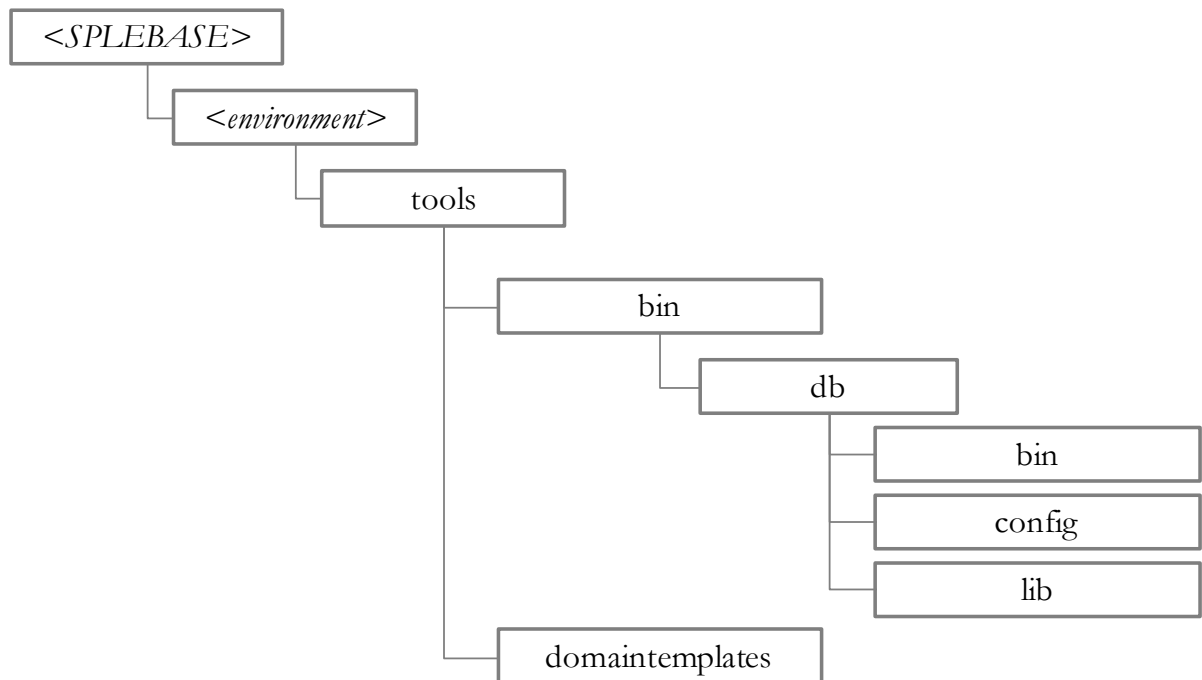 <SPLEBASE>
<environment>
tools
bin
db
bin
config
lib
domaintemplates